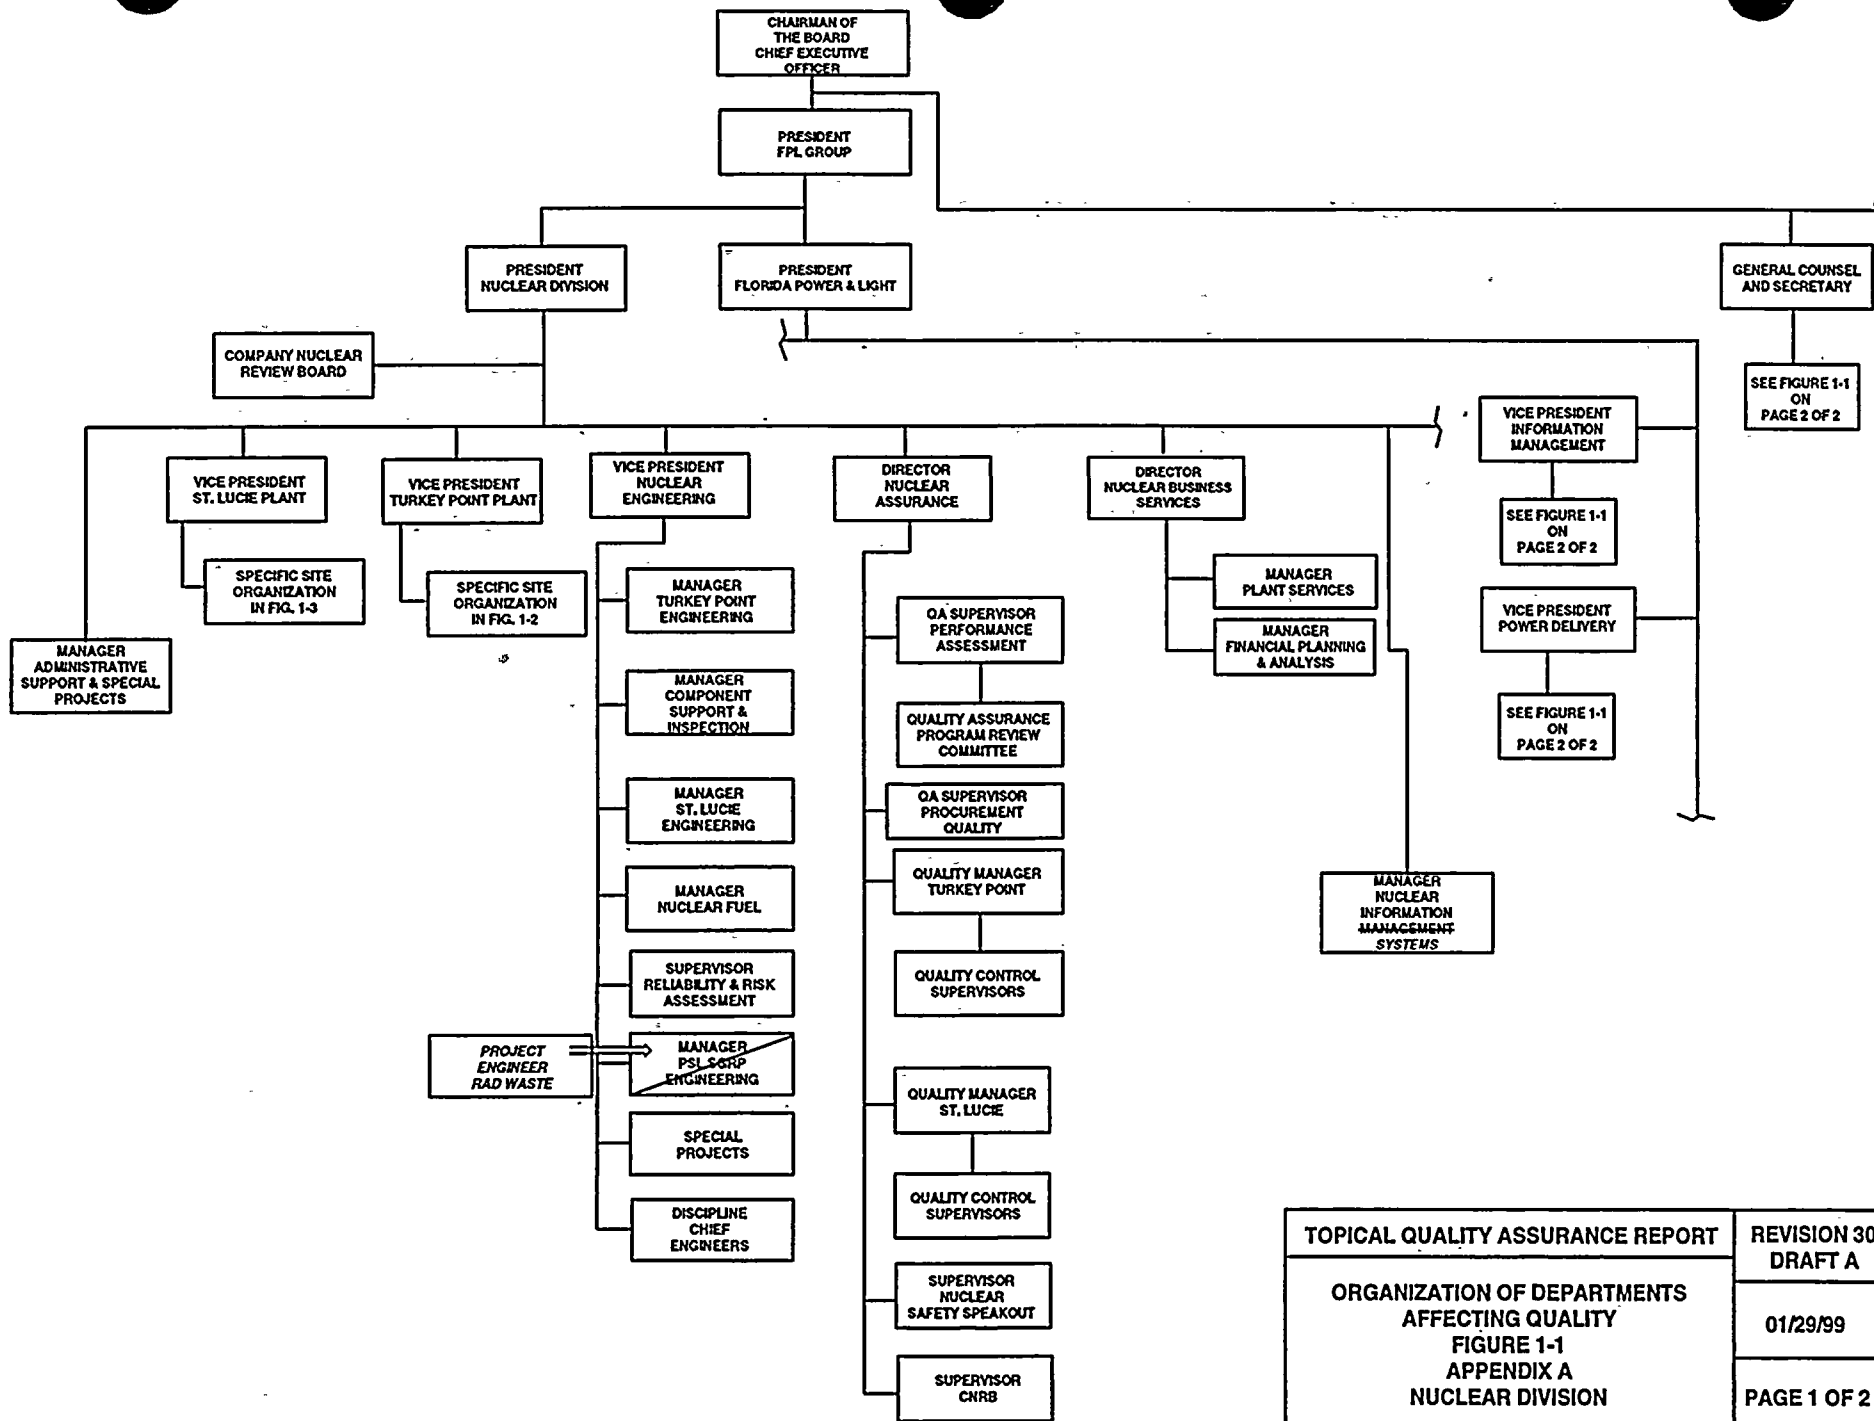 CHAIRMAN OF
THE BOARD
CHIEF EXECUTIVE
OFFICER
PRESIDENT
FPL GROUP
PRESIDENT
NUCLEAR DIVISION
PRESIDENT
FLORIDA POWER & LIGHT
GENERAL COUNSEL
AND SECRETARY
SEE FIGURE 1-1
ON
PAGE 2 OF 2
COMPANY NUCLEAR
REVIEW BOARD
VICE PRESIDENT
INFORMATION
MANAGEMENT
SEE FIGURE 1-1
ON
PAGE 2 OF 2
VICE PRESIDENT
POWER DELIVERY
SEE FIGURE 1-1
ON
PAGE 2 OF 2
MANAGER
ADMINISTRATIVE
SUPPORT & SPECIAL
PROJECTS
VICE PRESIDENT
ST. LUCIE PLANT
SPECIFIC SITE
ORGANIZATION
IN FIG. 1-3
VICE PRESIDENT
TURKEY POINT PLANT
SPECIFIC SITE
ORGANIZATION
IN FIG. 1-2
VICE PRESIDENT
NUCLEAR
ENGINEERING
MANAGER
TURKEY POINT
ENGINEERING
MANAGER
COMPONENT
SUPPORT &
INSPECTION
MANAGER
ST. LUCIE
ENGINEERING
MANAGER
NUCLEAR FUEL
SUPERVISOR
RELIABILITY & RISK
ASSESSMENT
PROJECT
ENGINEER
RAD WASTE
MANAGER
PSL SGRP
ENGINEERING
SPECIAL
PROJECTS
DISCIPLINE
CHIEF
ENGINEERS
DIRECTOR
NUCLEAR
ASSURANCE
QA SUPERVISOR
PERFORMANCE
ASSESSMENT
QUALITY ASSURANCE
PROGRAM REVIEW
COMMITTEE
QA SUPERVISOR
PROCUREMENT
QUALITY
QUALITY MANAGER
TURKEY POINT
QUALITY CONTROL
SUPERVISORS
QUALITY MANAGER
ST. LUCIE
QUALITY CONTROL
SUPERVISORS
SUPERVISOR
NUCLEAR
SAFETY SPEAKOUT
SUPERVISOR
CNRB
DIRECTOR
NUCLEAR BUSINESS
SERVICES
MANAGER
PLANT SERVICES
MANAGER
FINANCIAL PLANNING
& ANALYSIS
MANAGER
NUCLEAR
INFORMATION
MANAGEMENT
SYSTEMS
TOPICAL QUALITY ASSURANCE REPORT
REVISION 30
DRAFT A
ORGANIZATION OF DEPARTMENTS
AFFECTING QUALITY
FIGURE 1-1
APPENDIX A
NUCLEAR DIVISION
01/29/99
PAGE 1 OF 2